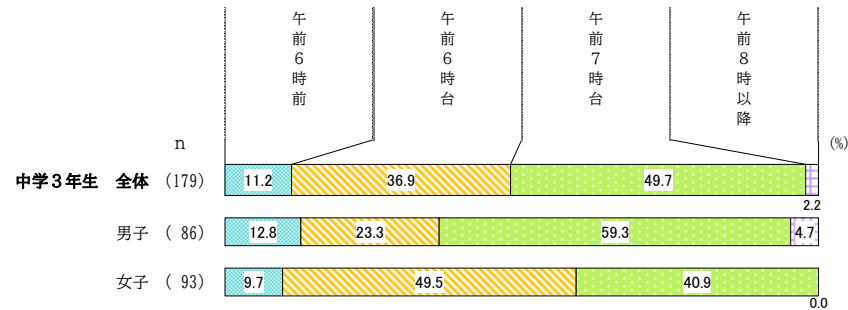 午前６時前
午前６時台
午前７時台
午前８時以降
n
(%)
中学３年生　全体 (179) 11.2 36.9 49.7 2.2
男子 ( 86) 12.8 23.3 59.3 4.7
女子 ( 93) 9.7 49.5 40.9 0.0